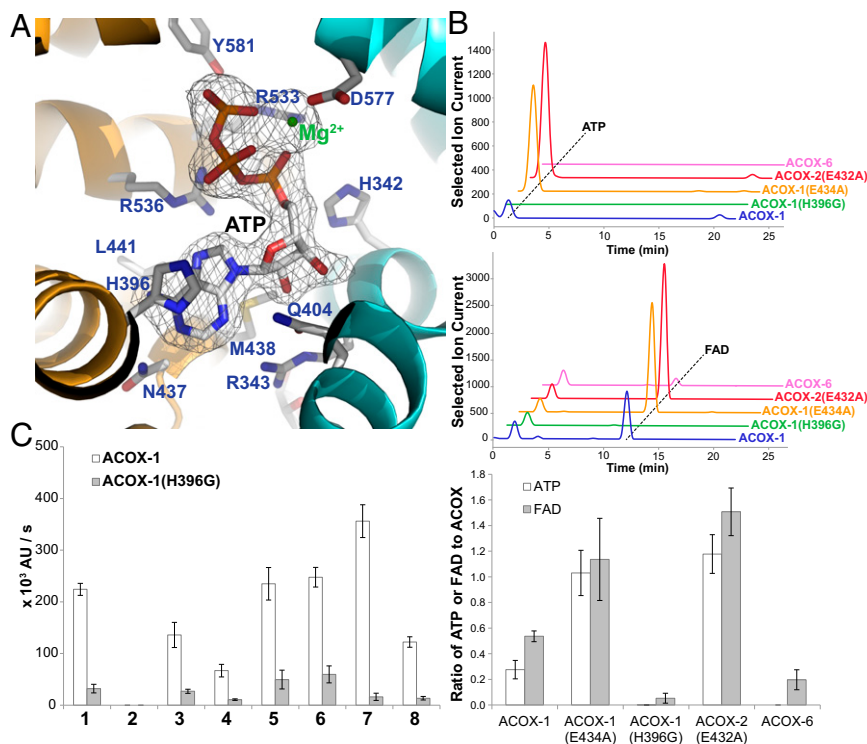 A
Y581
R533
D577
Mg2+
R536
ATP
H342
L441
H396
Q404
M438
R343
N437
B
Selected Ion Current
1400
1200
1000
800
600
400
200
0
ATP
ACOX-6
ACOX-2(E432A)
ACOX-1(E434A)
ACOX-1(H396G)
ACOX-1
0 5 10 15 20 25
Time (min)
Selected Ion Current
3000
2500
2000
1500
1000
500
0
FAD
ACOX-6
ACOX-2(E432A)
ACOX-1(E434A)
ACOX-1(H396G)
ACOX-1
0 5 10 15 20 25
Time (min)
Ratio of ATP or FAD to ACOX
1.8
1.6
1.4
1.2
1.0
0.8
0.6
0.4
0.2
0.0
ATP
FAD
ACOX-1 ACOX-1 ACOX-1 ACOX-2 ACOX-6
(E434A) (H396G) (E432A)
C
x 10³ AU / s
500
400
300
200
100
0
ACOX-1
ACOX-1(H396G)
1 2 3 4 5 6 7 8